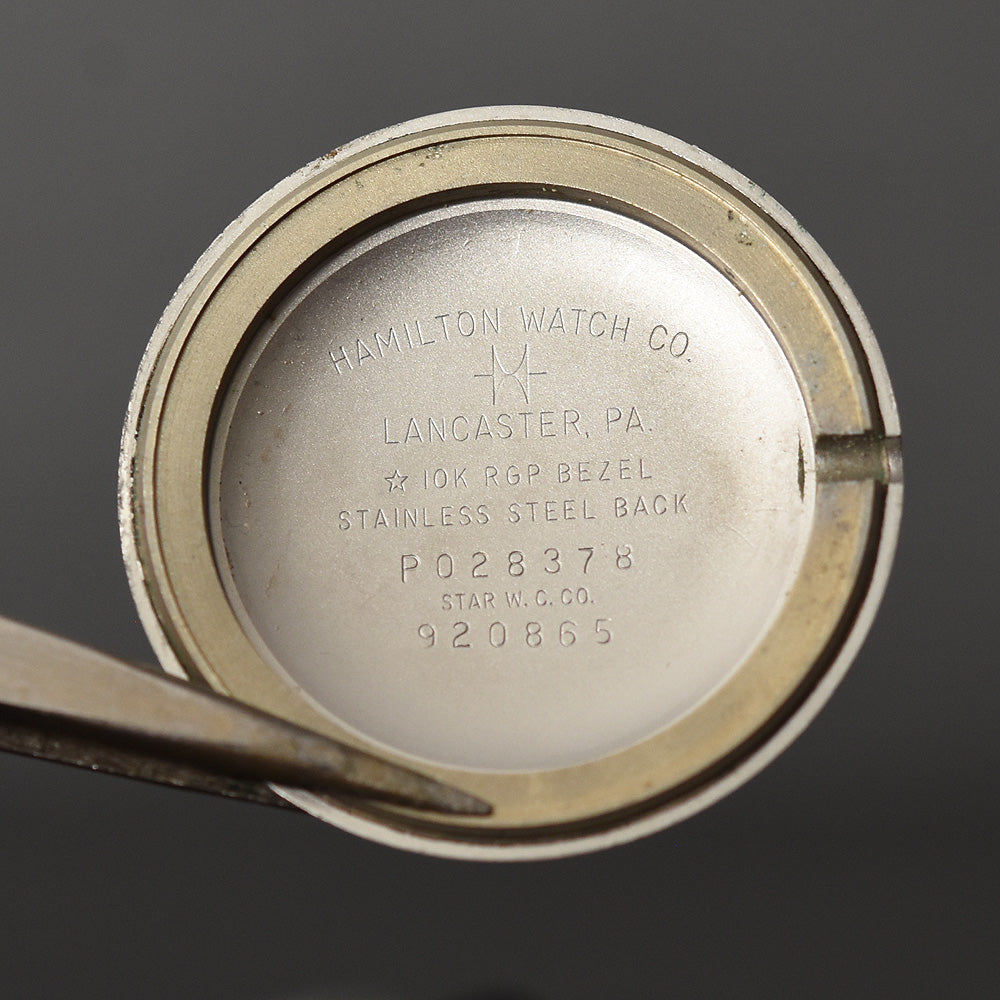 HAMILTON WATCH CO.
H
LANCASTER, PA.
☆ 10K RGP BEZEL
STAINLESS STEEL BACK
P028378
STAR W. C. CO.
920865